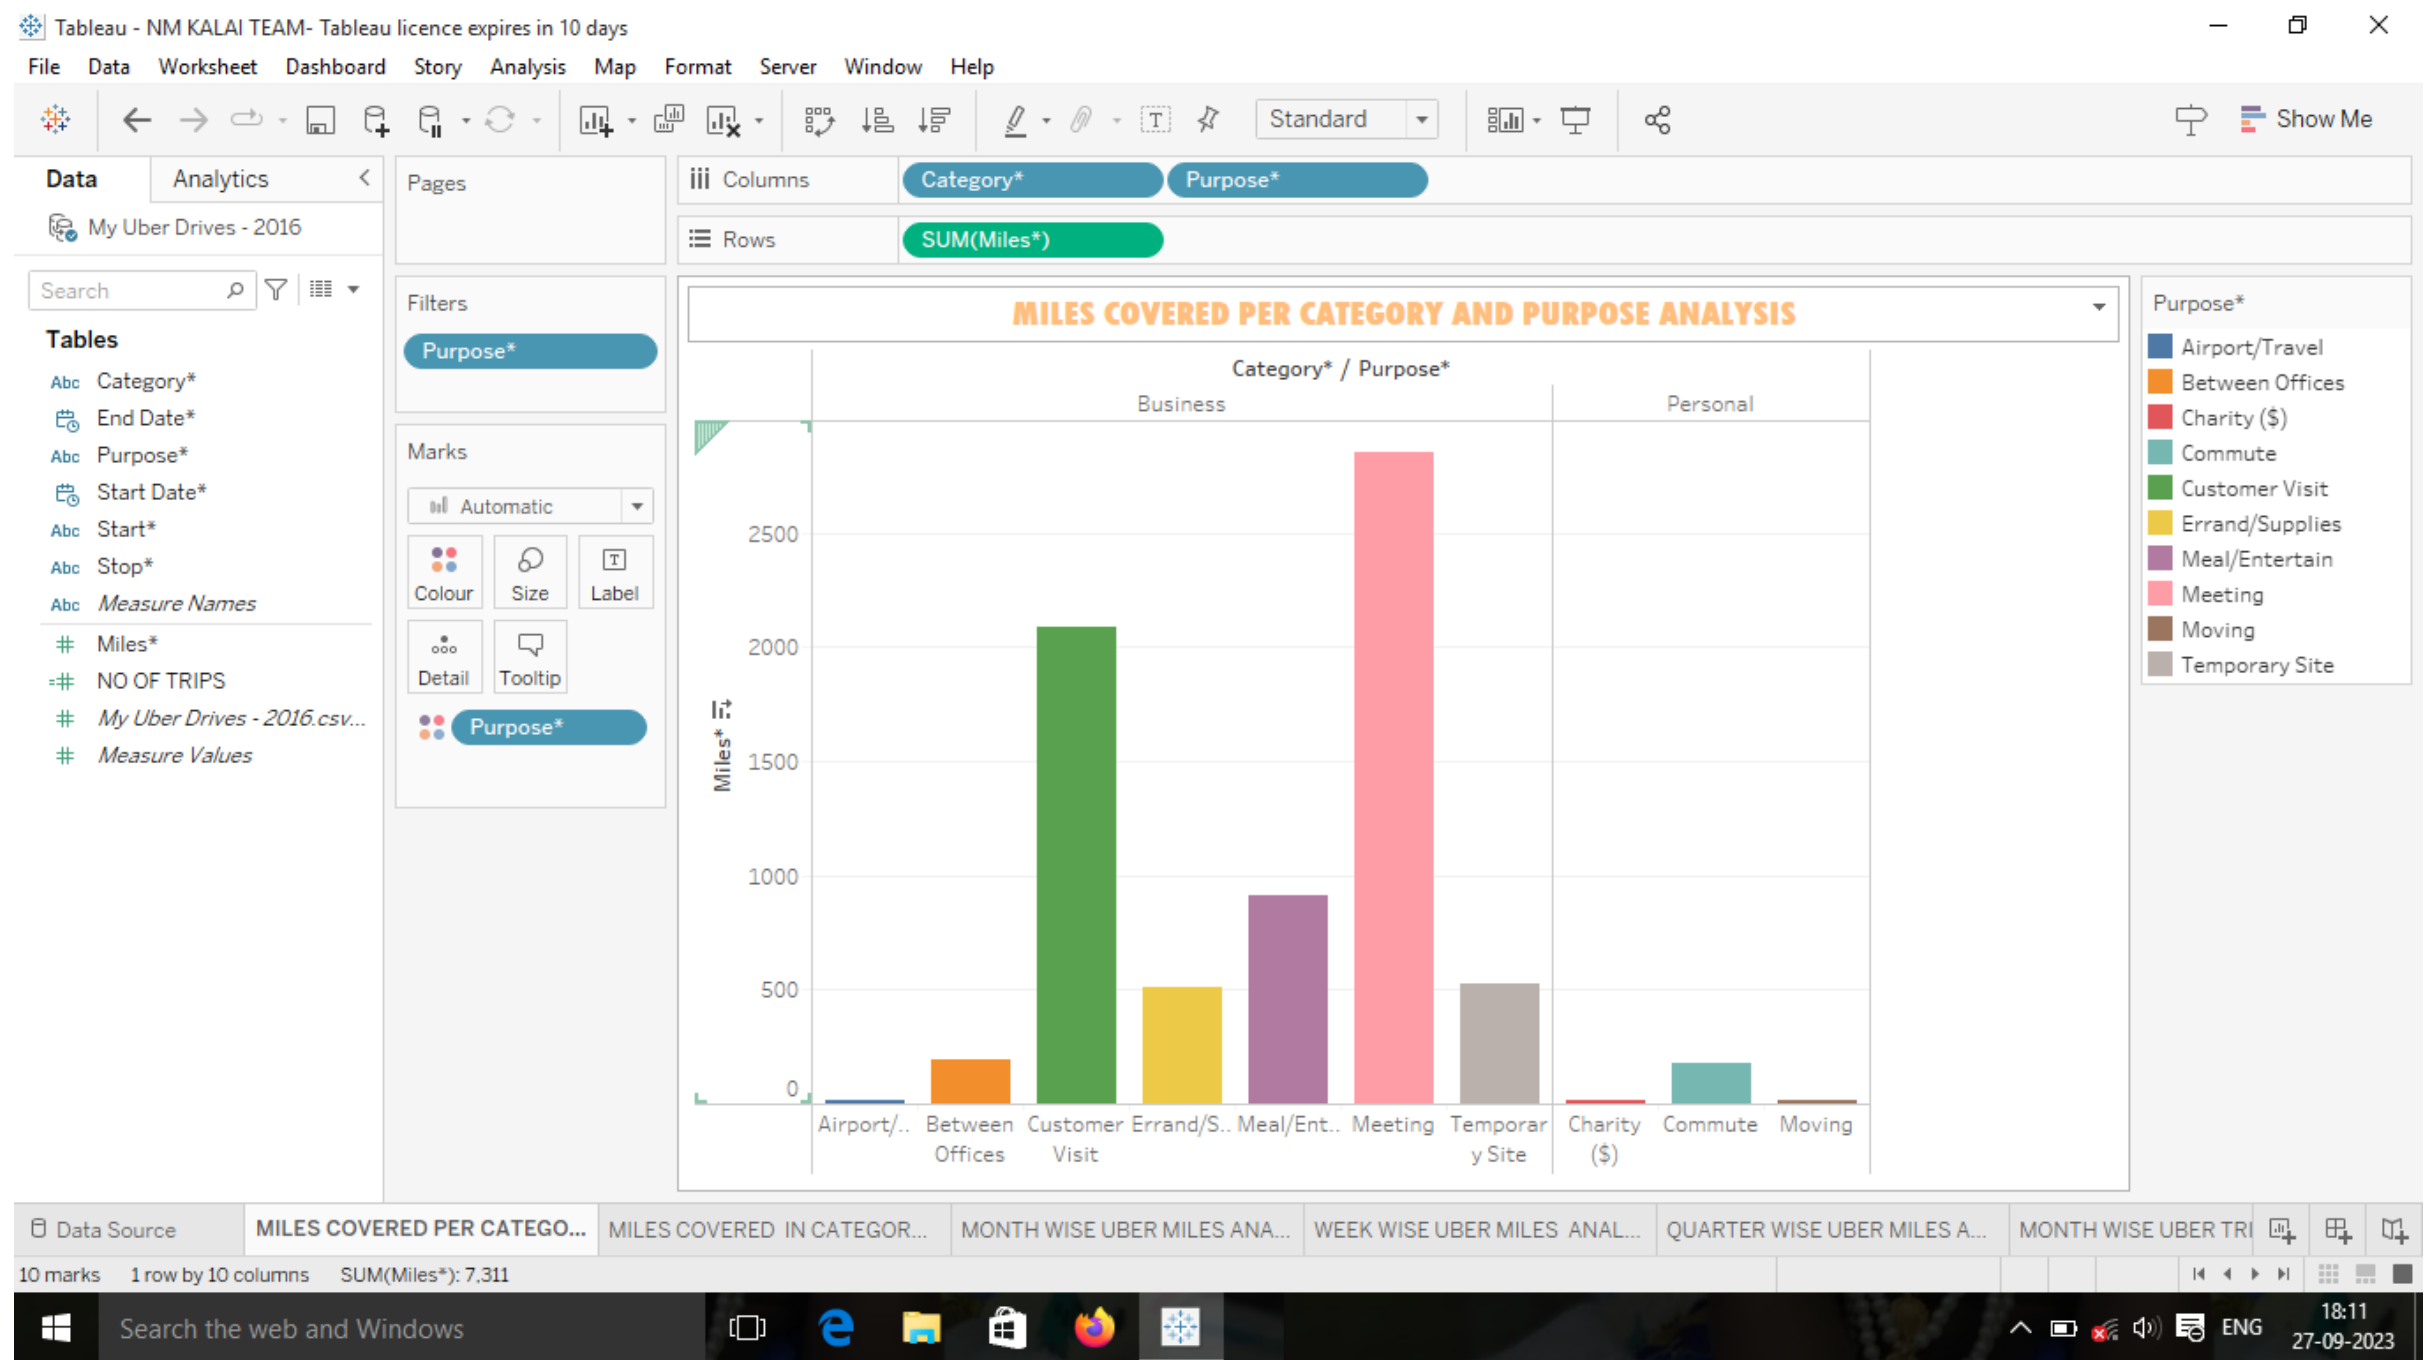 Tableau - NM KALAI TEAM- Tableau licence expires in 10 days
File Data Worksheet Dashboard Story Analysis Map Format Server Window Help
Standard
Show Me
Data Analytics
My Uber Drives - 2016
Search
Tables
Abc Category*
End Date*
Abc Purpose*
Start Date*
Abc Start*
Abc Stop*
Abc Measure Names
# Miles*
=# NO OF TRIPS
# My Uber Drives - 2016.csv...
# Measure Values
Pages
Filters
Purpose*
Marks
Automatic
Colour Size Label
Detail Tooltip
Purpose*
Columns Category* Purpose*
Rows SUM(Miles*)
MILES COVERED PER CATEGORY AND PURPOSE ANALYSIS
Category* / Purpose*
Business Personal
Miles*
2500
2000
1500
1000
500
0
Airport/.. Between Offices Customer Visit Errand/S.. Meal/Ent.. Meeting Temporary Site Charity ($) Commute Moving
Purpose*
Airport/Travel
Between Offices
Charity ($)
Commute
Customer Visit
Errand/Supplies
Meal/Entertain
Meeting
Moving
Temporary Site
Data Source MILES COVERED PER CATEGO... MILES COVERED IN CATEGOR... MONTH WISE UBER MILES ANA... WEEK WISE UBER MILES ANAL... QUARTER WISE UBER MILES A... MONTH WISE UBER TRI
10 marks 1 row by 10 columns SUM(Miles*): 7,311
Search the web and Windows
ENG
18:11
27-09-2023